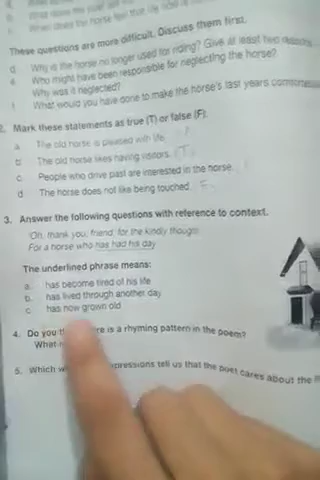 These questions are more difficult. Discuss them first.
d Why is the horse no longer used for riding? Give at least two reasons
e Who might have been responsible for neglecting the horse?
Why was it neglected?
f What would you have done to make the horse's last years
2. Mark these statements as true (T) or false (F).
a The old horse is pleased with life.
b The old horse likes having visitors. T
c People who drive past are interested in the horse.
d The horse does not like being touched. F
3. Answer the following questions with reference to context.
'Oh, thank you, friend, for the kindly thought
For a horse who has had his day
The underlined phrase means:
a. has become tired of his life
b. has lived through another day
c. has now grown old
4. Do you is a rhyming pattern in the poem?
What
5. Which tell us that the poet cares about the